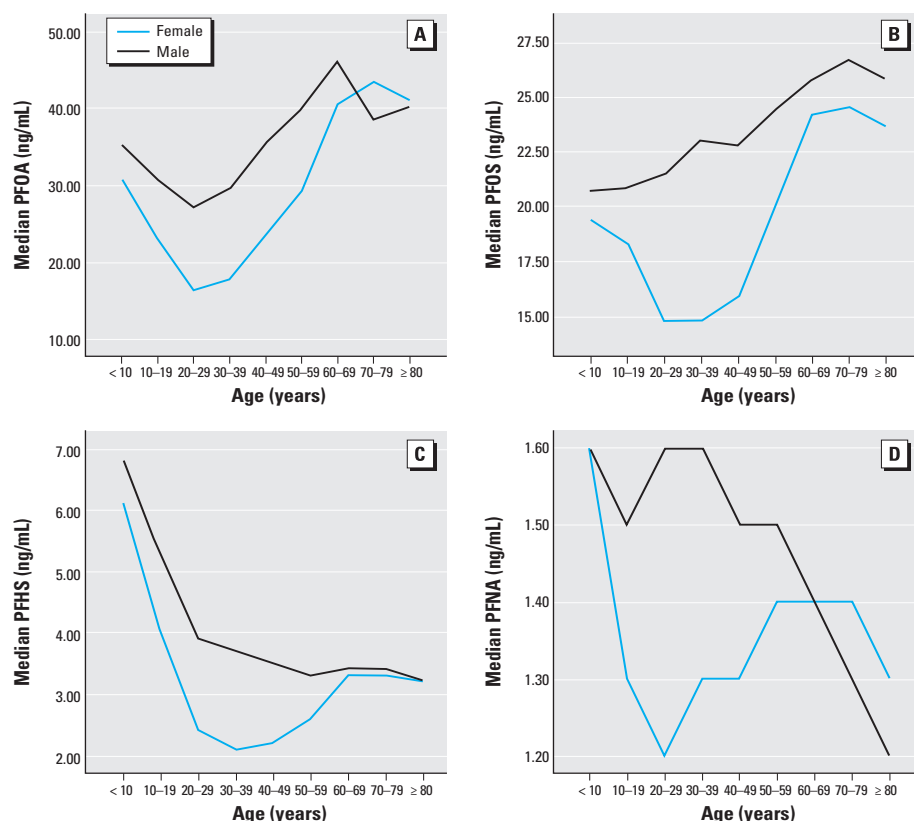 A
Female
Male
Median PFOA (ng/mL)
50.00
40.00
30.00
20.00
10.00
< 10 10–19 20–29 30–39 40–49 50–59 60–69 70–79 ≥ 80
Age (years)
B
Median PFOS (ng/mL)
27.50
25.00
22.50
20.00
17.50
15.00
< 10 10–19 20–29 30–39 40–49 50–59 60–69 70–79 ≥ 80
Age (years)
C
Median PFHS (ng/mL)
7.00
6.00
5.00
4.00
3.00
2.00
< 10 10–19 20–29 30–39 40–49 50–59 60–69 70–79 ≥ 80
Age (years)
D
Median PFNA (ng/mL)
1.60
1.50
1.40
1.30
1.20
< 10 10–19 20–29 30–39 40–49 50–59 60–69 70–79 ≥ 80
Age (years)